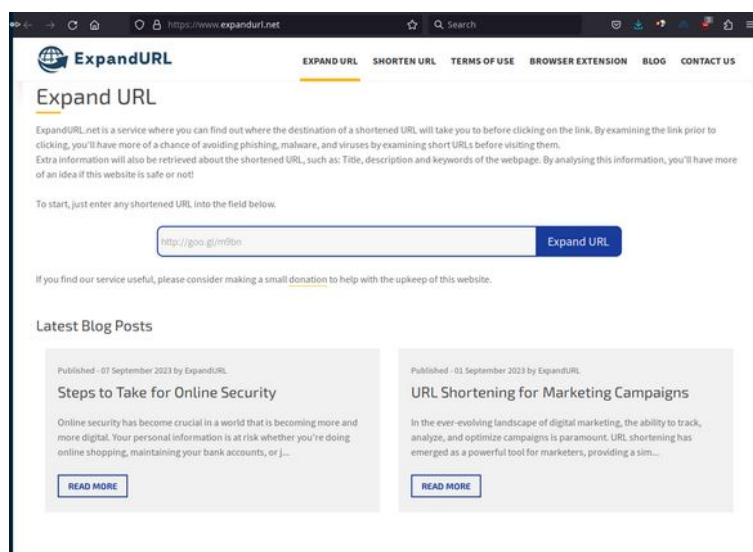 https://www.expandurl.net
Search
ExpandURL
EXPAND URL SHORTEN URL TERMS OF USE BROWSER EXTENSION BLOG CONTACT US
Expand URL
ExpandURL.net is a service where you can find out where the destination of a shortened URL will take you to before clicking on the link. By examining the link prior to
clicking, you'll have more of a chance of avoiding phishing, malware, and viruses by examining short URLs before visiting them.
Extra information will also be retrieved about the shortened URL, such as: Title, description and keywords of the webpage. By analysing this information, you'll have more
of an idea if this website is safe or not!
To start, just enter any shortened URL into the field below.
http://goo.gl/m9bn
Expand URL
If you find our service useful, please consider making a small donation to help with the upkeep of this website.
Latest Blog Posts
Published - 07 September 2023 by ExpandURL
Steps to Take for Online Security
Online security has become crucial in a world that is becoming more and
more digital. Your personal information is at risk whether you're doing
online shopping, maintaining your bank accounts, or j...
READ MORE
Published - 01 September 2023 by ExpandURL
URL Shortening for Marketing Campaigns
In the ever-evolving landscape of digital marketing, the ability to track,
analyze, and optimize campaigns is paramount. URL shortening has
emerged as a powerful tool for marketers, providing a sim...
READ MORE